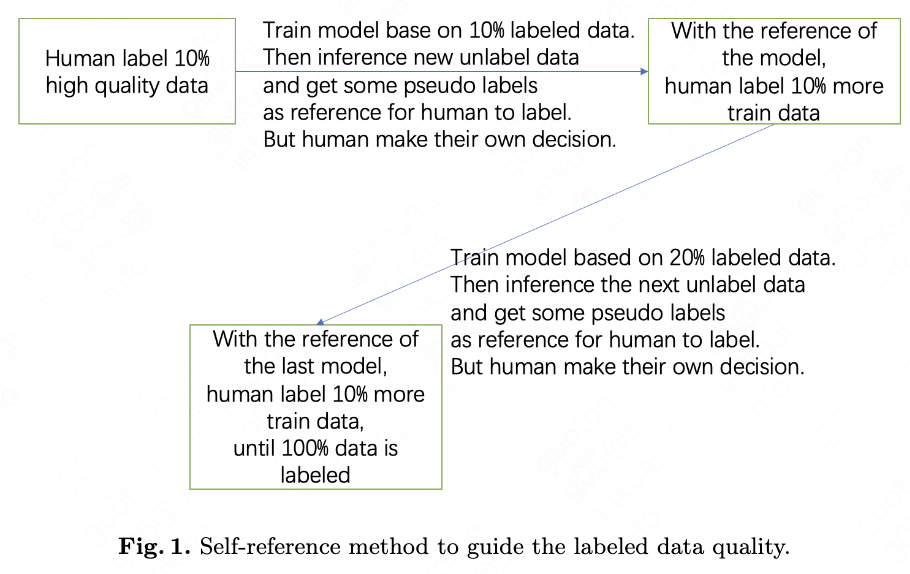 Human label 10%
high quality data
Train model base on 10% labeled data.
Then inference new unlabel data
and get some pseudo labels
as reference for human to label.
But human make their own decision.
With the reference of
the model,
human label 10% more
train data
Train model based on 20% labeled data.
Then inference the next unlabel data
and get some pseudo labels
as reference for human to label.
But human make their own decision.
With the reference of
the last model,
human label 10% more
train data,
until 100% data is
labeled
Fig. 1. Self-reference method to guide the labeled data quality.